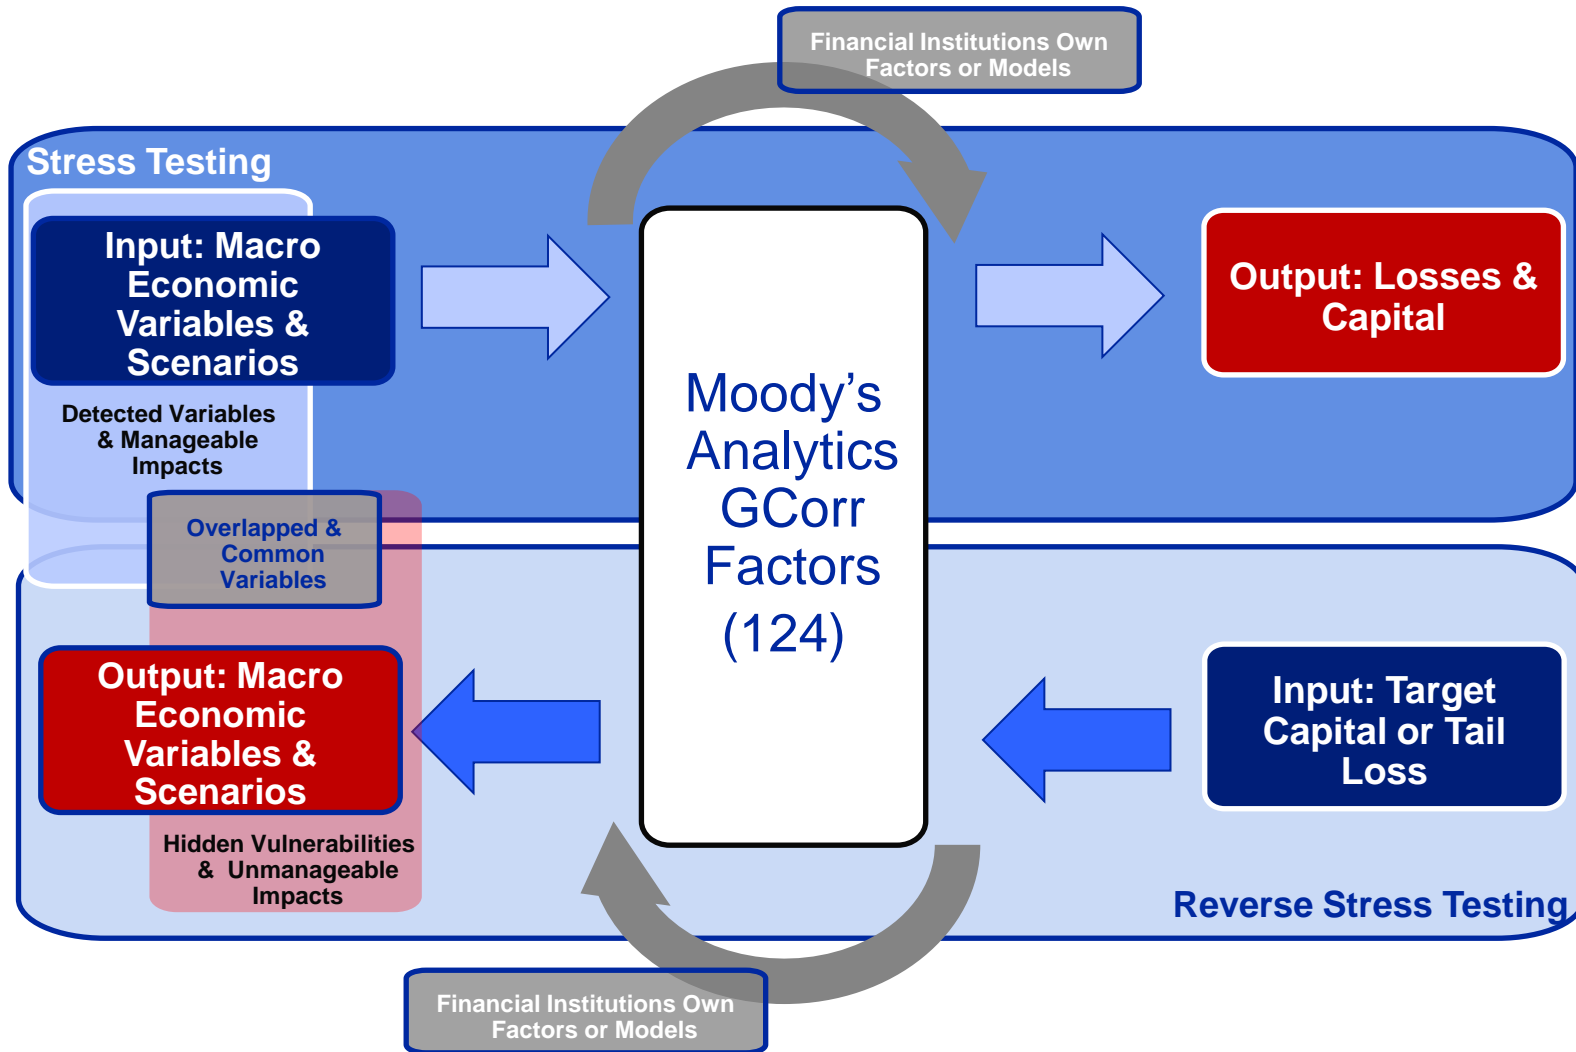 Financial Institutions Own
Factors or Models
Stress Testing
Input: Macro
Economic
Variables &
Scenarios
Output: Losses &
Capital
Detected Variables
& Manageable
Impacts
Moody’s
Analytics
GCorr
Factors
(124)
Overlapped &
Common
Variables
Output: Macro
Economic
Variables &
Scenarios
Input: Target
Capital or Tail
Loss
Hidden Vulnerabilities
& Unmanageable
Impacts
Reverse Stress Testing
Financial Institutions Own
Factors or Models